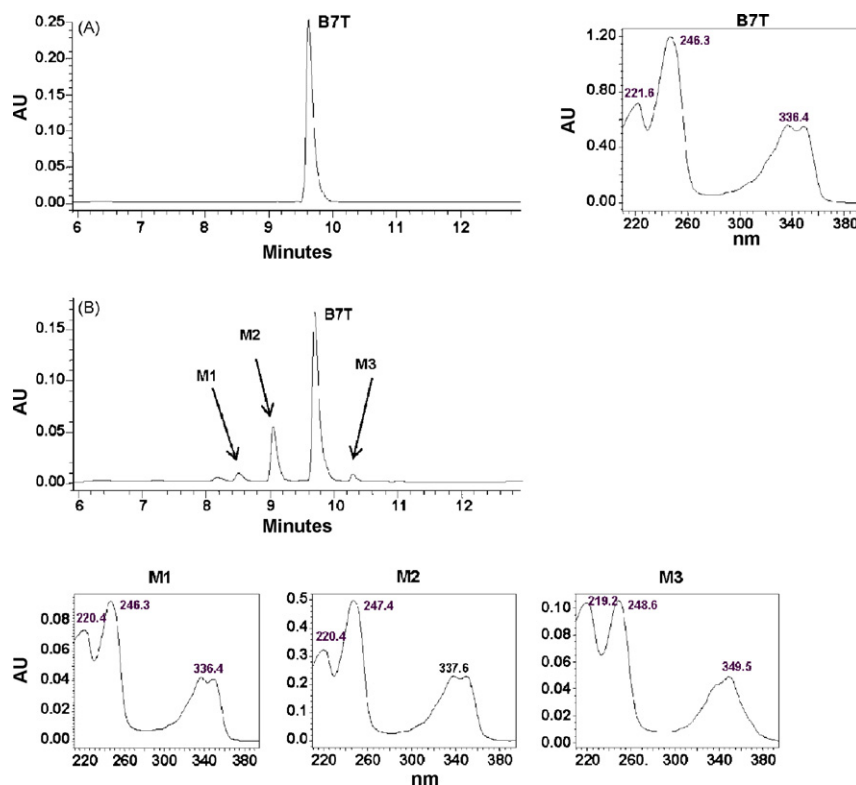 (A)
B7T
0.25
0.20
0.15
0.10
0.05
0.00
AU
6 7 8 9 10 11 12
Minutes
B7T
1.20
0.80
0.40
0.00
AU
221.6
246.3
336.4
220 260 300 340 380
nm
(B)
B7T
M2
M1
M3
0.15
0.10
0.05
0.00
AU
6 7 8 9 10 11 12
Minutes
M1
0.08
0.06
0.04
0.02
0.00
AU
220.4
246.3
336.4
220 260 300. 340
M2
0.5
0.4
0.3
0.2
0.1
0.0
220.4
247.4
337.6
220 260 300 340
nm
M3
0.10
0.08
0.06
0.04
0.02
0.00
219.2
248.6
349.5
220 260. 300 340